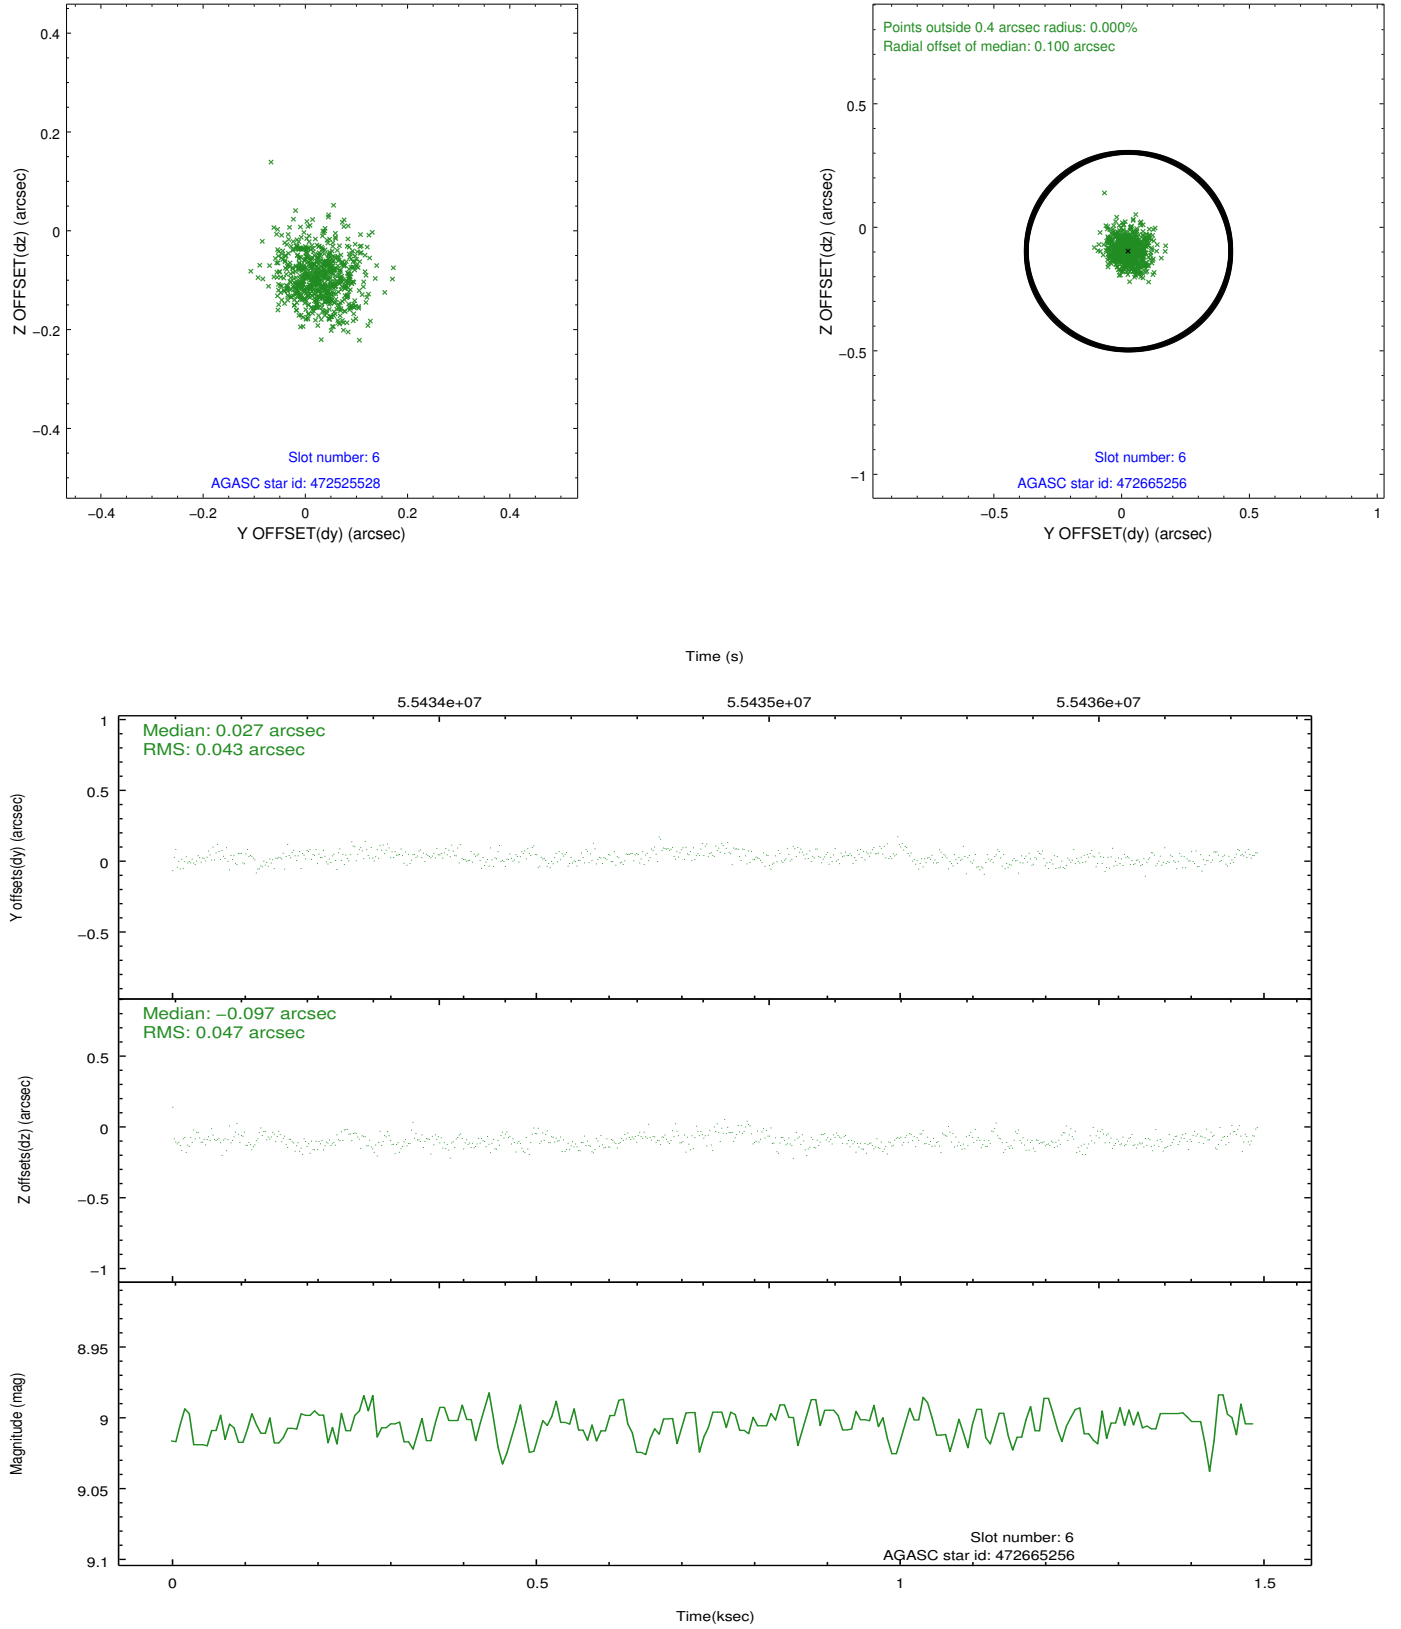 0.4
0.2
0
−0.2
−0.4
Z OFFSET(dz) (arcsec)
Slot number: 6
AGASC star id: 472525528
−0.4 −0.2 0 0.2 0.4
Y OFFSET(dy) (arcsec)
Points outside 0.4 arcsec radius: 0.000%
Radial offset of median: 0.100 arcsec
0.5
0
−0.5
−1
Z OFFSET(dz) (arcsec)
Slot number: 6
AGASC star id: 472665256
−0.5 0 0.5 1
Y OFFSET(dy) (arcsec)
Time (s)
5.5434e+07 5.5435e+07 5.5436e+07
Median: 0.027 arcsec
RMS: 0.043 arcsec
1
0.5
0
−0.5
Y offsets(dy) (arcsec)
Median: −0.097 arcsec
RMS: 0.047 arcsec
0.5
0
−0.5
−1
Z offsets(dz) (arcsec)
8.95
9
9.05
9.1
Magnitude (mag)
Slot number: 6
AGASC star id: 472665256
0 0.5 1 1.5
Time(ksec)